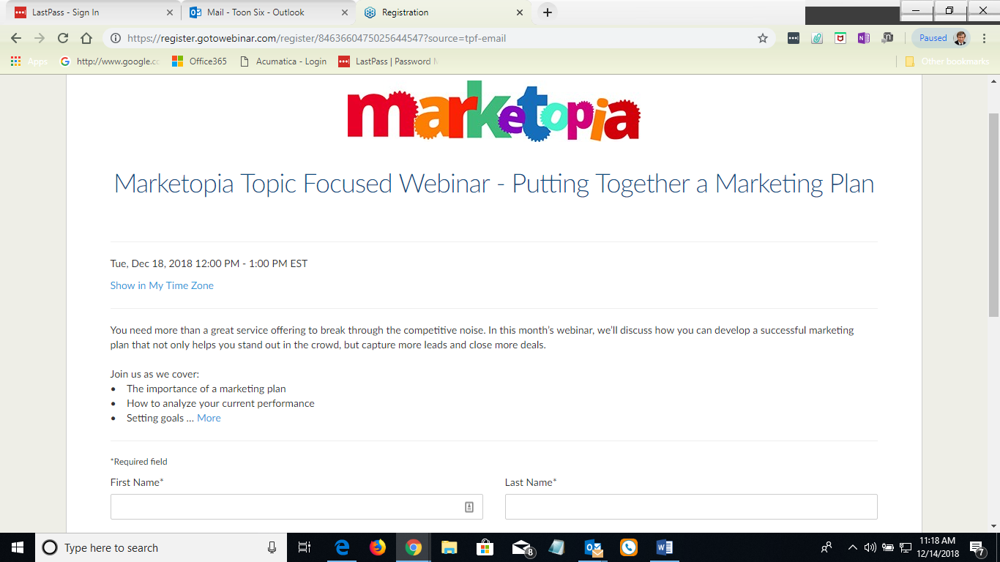 LastPass - Sign In
Mail - Toon Six - Outlook
Registration
https://register.gotowebinar.com/register/8463660475025644547?source=tpf-email
Paused
Apps
http://www.google.cc
Office365
Acumatica - Login
LastPass | Password M
Other bookmarks
marketopia
Marketopia Topic Focused Webinar - Putting Together a Marketing Plan
Tue, Dec 18, 2018 12:00 PM - 1:00 PM EST
Show in My Time Zone
You need more than a great service offering to break through the competitive noise. In this month's webinar, we'll discuss how you can develop a successful marketing
plan that not only helps you stand out in the crowd, but capture more leads and close more deals.
Join us as we cover:
• The importance of a marketing plan
• How to analyze your current performance
• Setting goals ... More
*Required field
First Name*
Last Name*
Type here to search
8
11:18 AM
12/14/2018
7